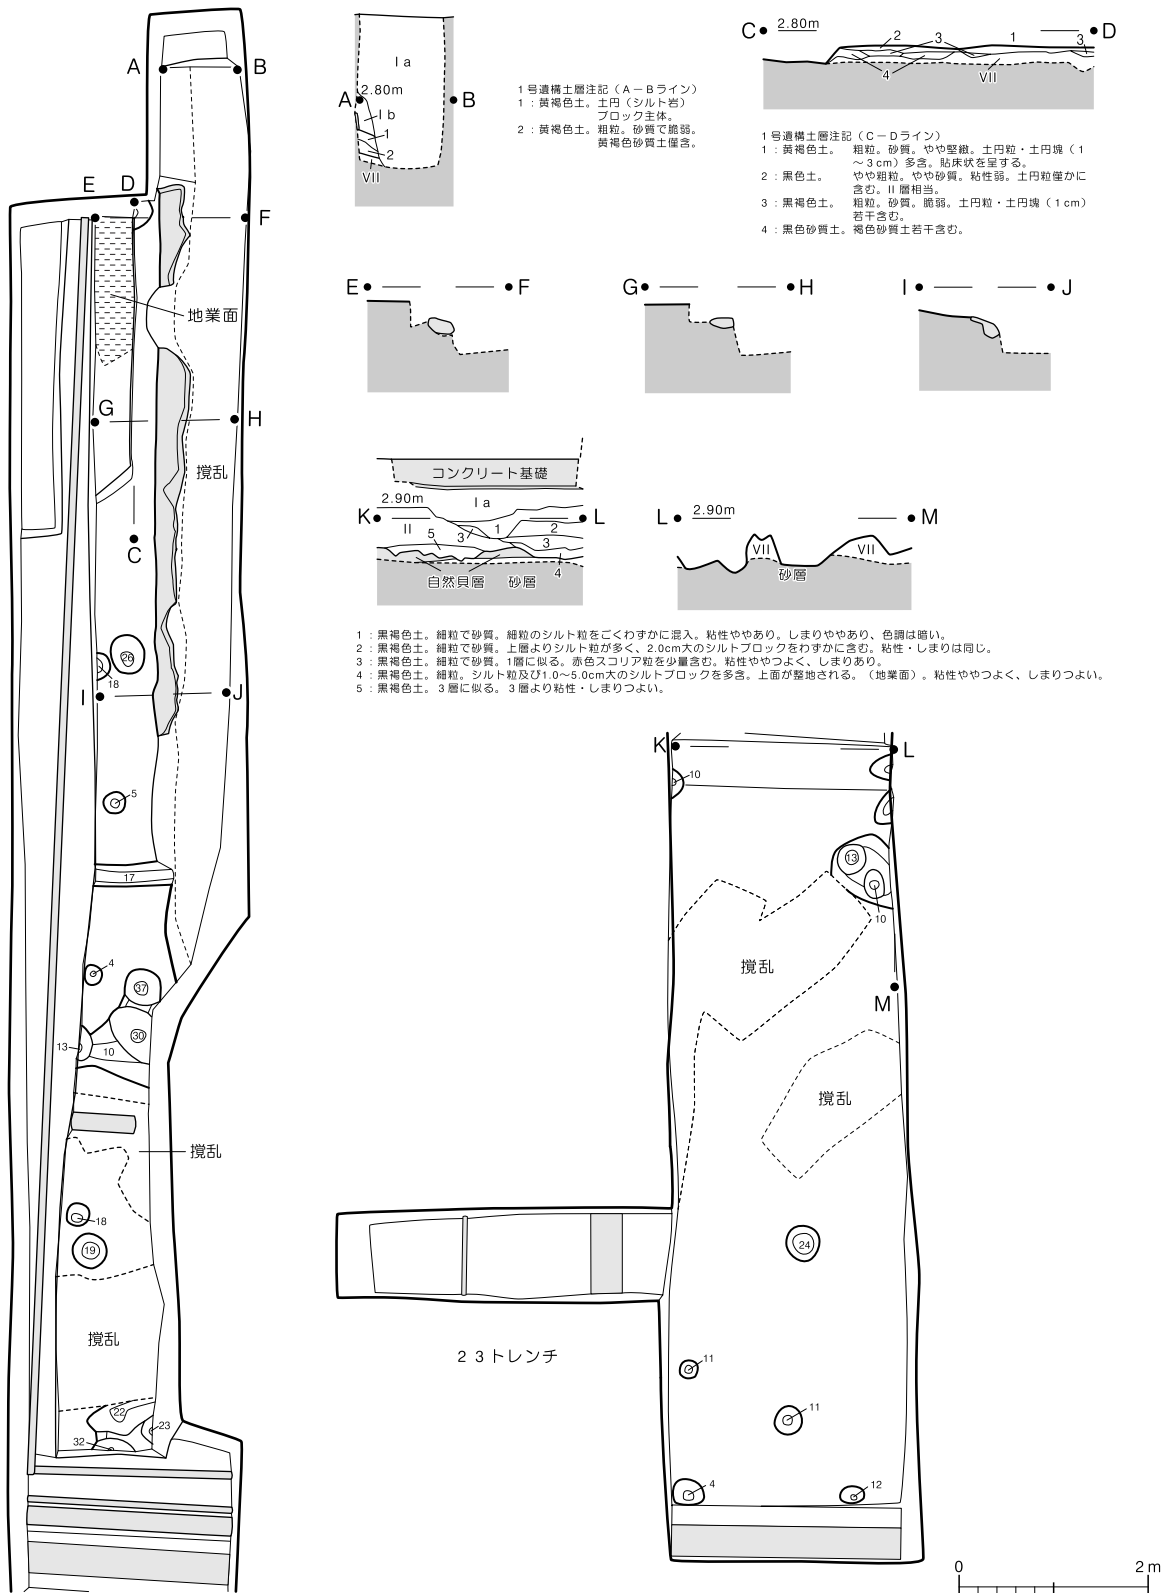 A B
E D
F
地業面
G
H
攪乱
C
26
18
I J
5
17
4
37
30
13
10
攪乱
18
19
攪乱
22
23
32
Ⅰa
2.80m
A B
Ⅰb
1
2
VII
1号遺構土層注記(A-Bライン)
1:黄褐色土。土円(シルト岩)
ブロック主体。
2:黄褐色土。粗粒。砂質で脆弱。
黄褐色砂質土僅含。
C 2.80m D
2 3 1 3
4 VII
1号遺構土層注記(C-Dライン)
1:黄褐色土。 粗粒。砂質。やや堅緻。土円粒・土円塊(1
~3cm)多含。貼床状を呈する。
2:黒色土。 やや粗粒。やや砂質。粘性弱。土円粒僅かに
含む。II層相当。
3:黒褐色土。 粗粒。砂質。脆弱。土円粒・土円塊(1cm)
若干含む。
4:黒色砂質土。褐色砂質土若干含む。
E F
G H
I J
コンクリート基礎
2.90m Ⅰa
K L
II 5 3 1 2
3
4
自然貝層 砂層
L 2.90m M
VII VII
砂層
1:黒褐色土。細粒で砂質。細粒のシルト粒をごくわずかに混入。粘性ややあり。しまりややあり、色調は暗い。
2:黒褐色土。細粒で砂質。上層よりシルト粒が多く、2.0cm大のシルトブロックをわずかに含む。粘性・しまりは同じ。
3:黒褐色土。細粒で砂質。1層に似る。赤色スコリア粒を少量含む。粘性ややつよく、しまりあり。
4:黒褐色土。細粒。シルト粒及び1.0~5.0cm大のシルトブロックを多含。上面が整地される。(地業面)。粘性ややつよく、しまりつよい。
5:黒褐色土。3層に似る。3層より粘性・しまりつよい。
K L
10
13
10
攪乱
M
攪乱
24
23トレンチ
11
11
4
12
0 2m